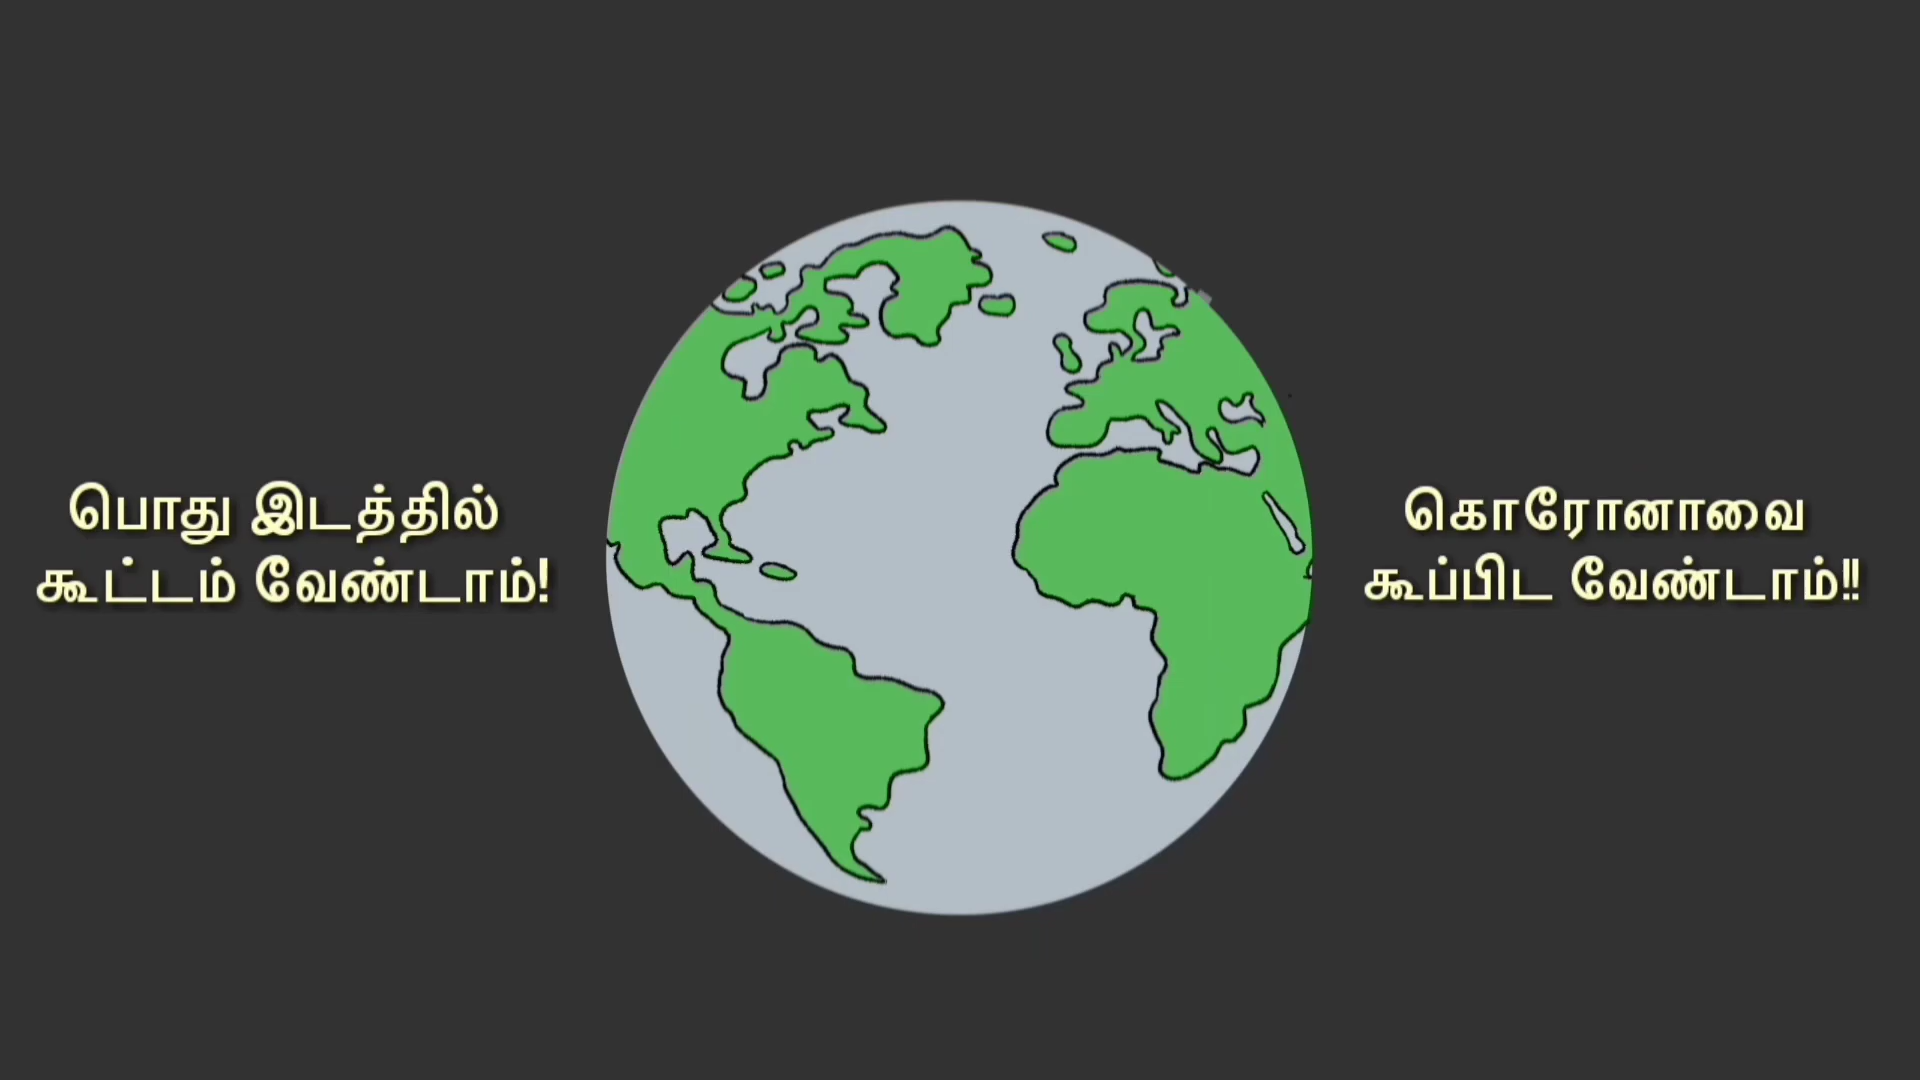 பொது இடத்தில்
கூட்டம் வேண்டாம்!
கொரோனாவை
கூப்பிட வேண்டாம்!!